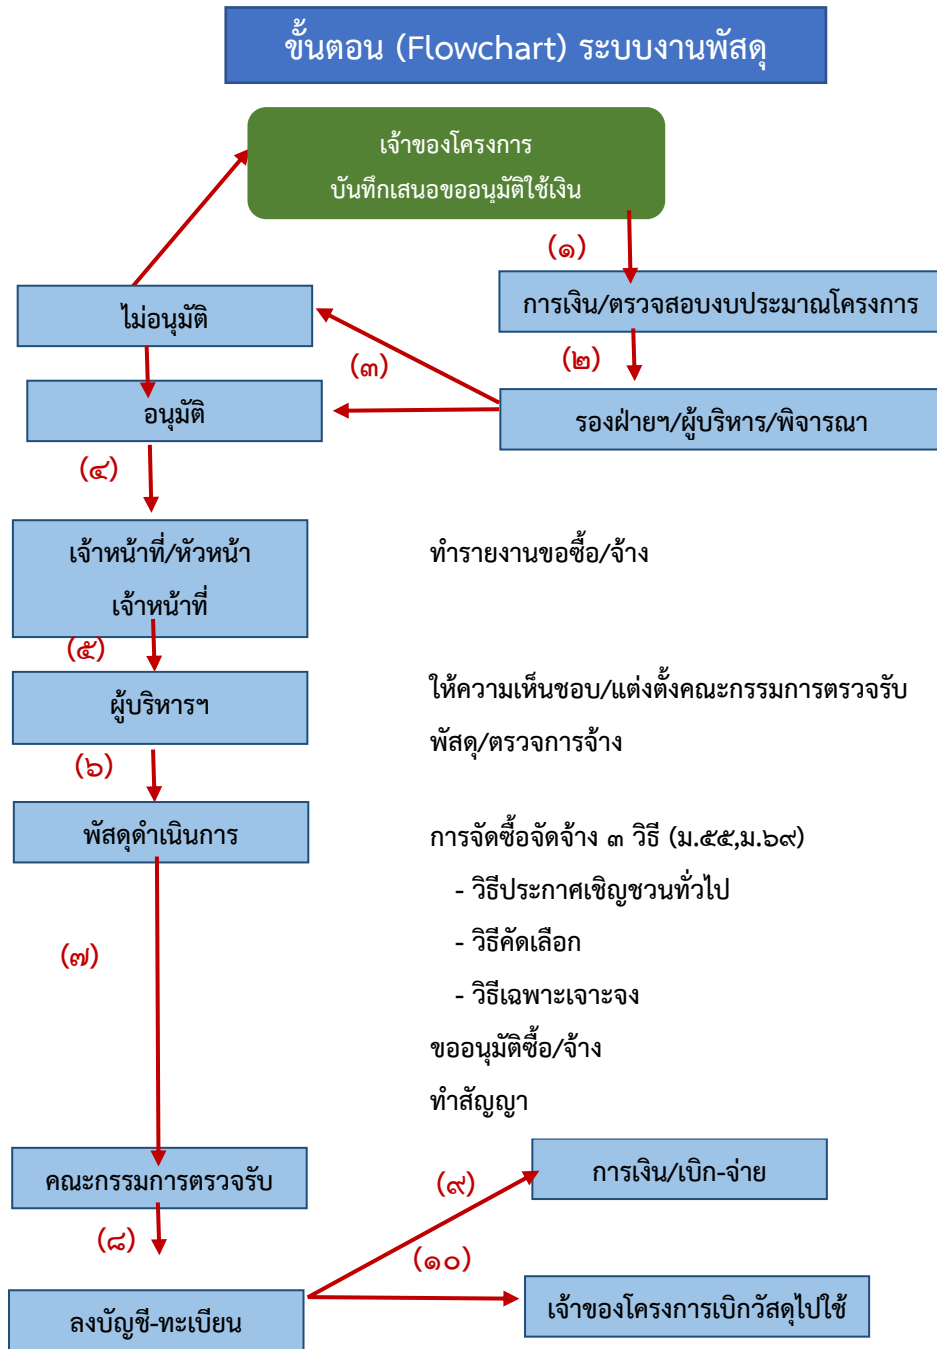 ขั้นตอน (Flowchart) ระบบงานพัสดุ
เจ้าของโครงการ
บันทึกเสนอขออนุมัติใช้เงิน
(๑)
ไม่อนุมัติ
การเงิน/ตรวจสอบงบประมาณโครงการ
(๒)
(๓)
อนุมัติ
รองฝ่ายฯ/ผู้บริหาร/พิจารณา
(๔)
เจ้าหน้าที่/หัวหน้า
เจ้าหน้าที่
ทำรายงานขอซื้อ/จ้าง
(๕)
ผู้บริหารฯ
ให้ความเห็นชอบ/แต่งตั้งคณะกรรมการตรวจรับ
พัสดุ/ตรวจการจ้าง
(๖)
พัสดุดำเนินการ
การจัดซื้อจัดจ้าง ๓ วิธี (ม.๕๕,ม.๖๙)
- วิธีประกาศเชิญชวนทั่วไป
- วิธีคัดเลือก
- วิธีเฉพาะเจาะจง
(๗)
ขออนุมัติซื้อ/จ้าง
ทำสัญญา
คณะกรรมการตรวจรับ
(๙)
การเงิน/เบิก-จ่าย
(๘)
(๑๐)
ลงบัญชี-ทะเบียน
เจ้าของโครงการเบิกวัสดุไปใช้